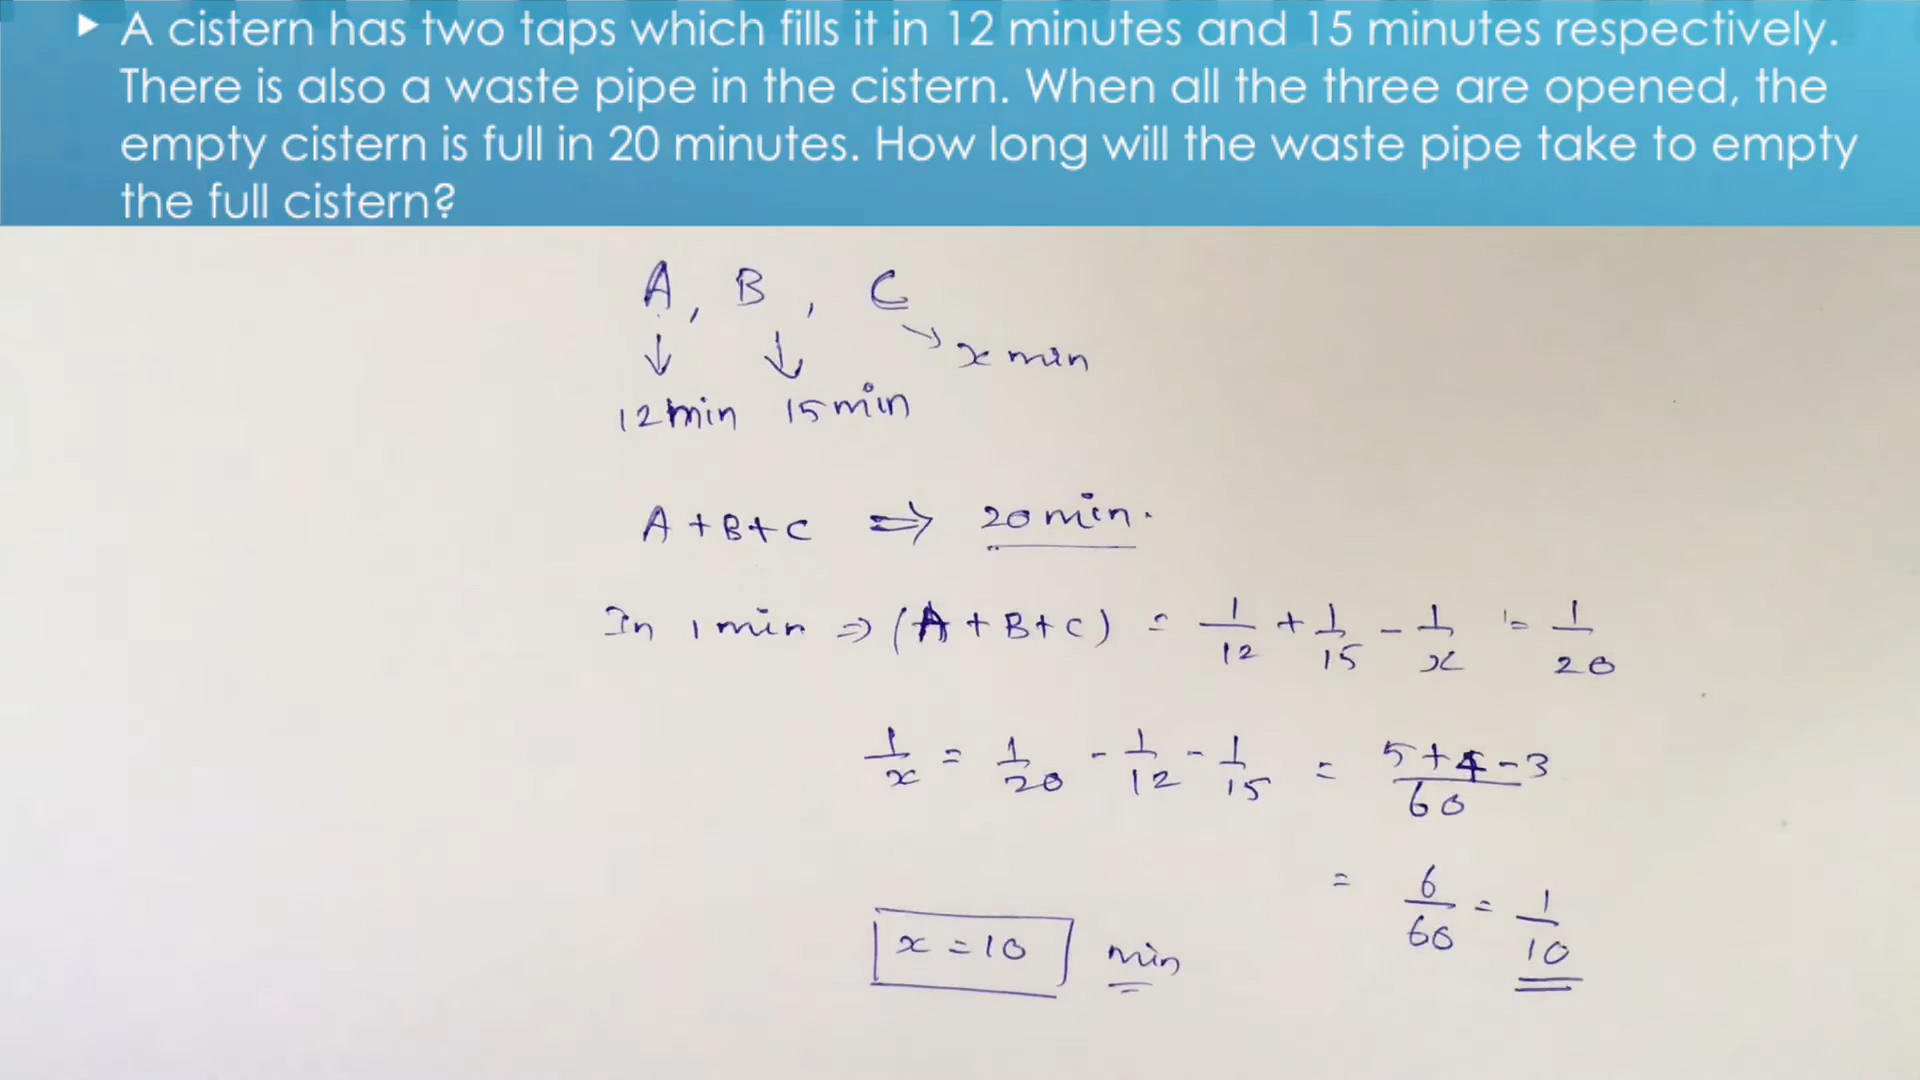 A cistern has two taps which fills it in 12 minutes and 15 minutes respectively.
There is also a waste pipe in the cistern. When all the three are opened, the
empty cistern is full in 20 minutes. How long will the waste pipe take to empty
the full cistern?
A, B, C
x min
12min 15min
A+B+C ⇒ 20min.
In 1 min ⇒ (A+B+C) = 1/12 + 1/15 - 1/x = 1/20
1/x = 1/20 - 1/12 - 1/15 = 5+4-3/60
= 6/60 = 1/10
x = 10 min